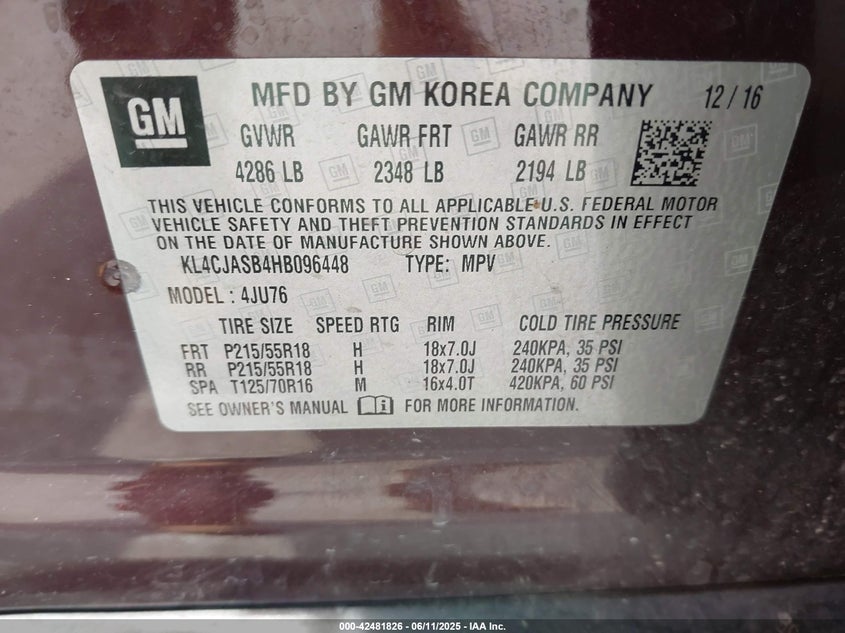 GM MFD BY GM KOREA COMPANY 12 / 16
GVWR GAWR FRT GAWR RR
4286 LB 2348 LB 2194 LB
THIS VEHICLE CONFORMS TO ALL APPLICABLE U.S. FEDERAL MOTOR
VEHICLE SAFETY AND THEFT PREVENTION STANDARDS IN EFFECT
ON THE DATE OF MANUFACTURE SHOWN ABOVE.
KL4CJASB4HB096448 TYPE: MPV
MODEL : 4JU76
TIRE SIZE SPEED RTG RIM COLD TIRE PRESSURE
FRT P215/55R18 H 18x7.0J 240KPA, 35 PSI
RR P215/55R18 H 18x7.0J 240KPA, 35 PSI
SPA T125/70R16 M 16x4.0T 420KPA, 60 PSI
SEE OWNER'S MANUAL FOR MORE INFORMATION.
000-42481826 - 06/11/2025 - IAA Inc.